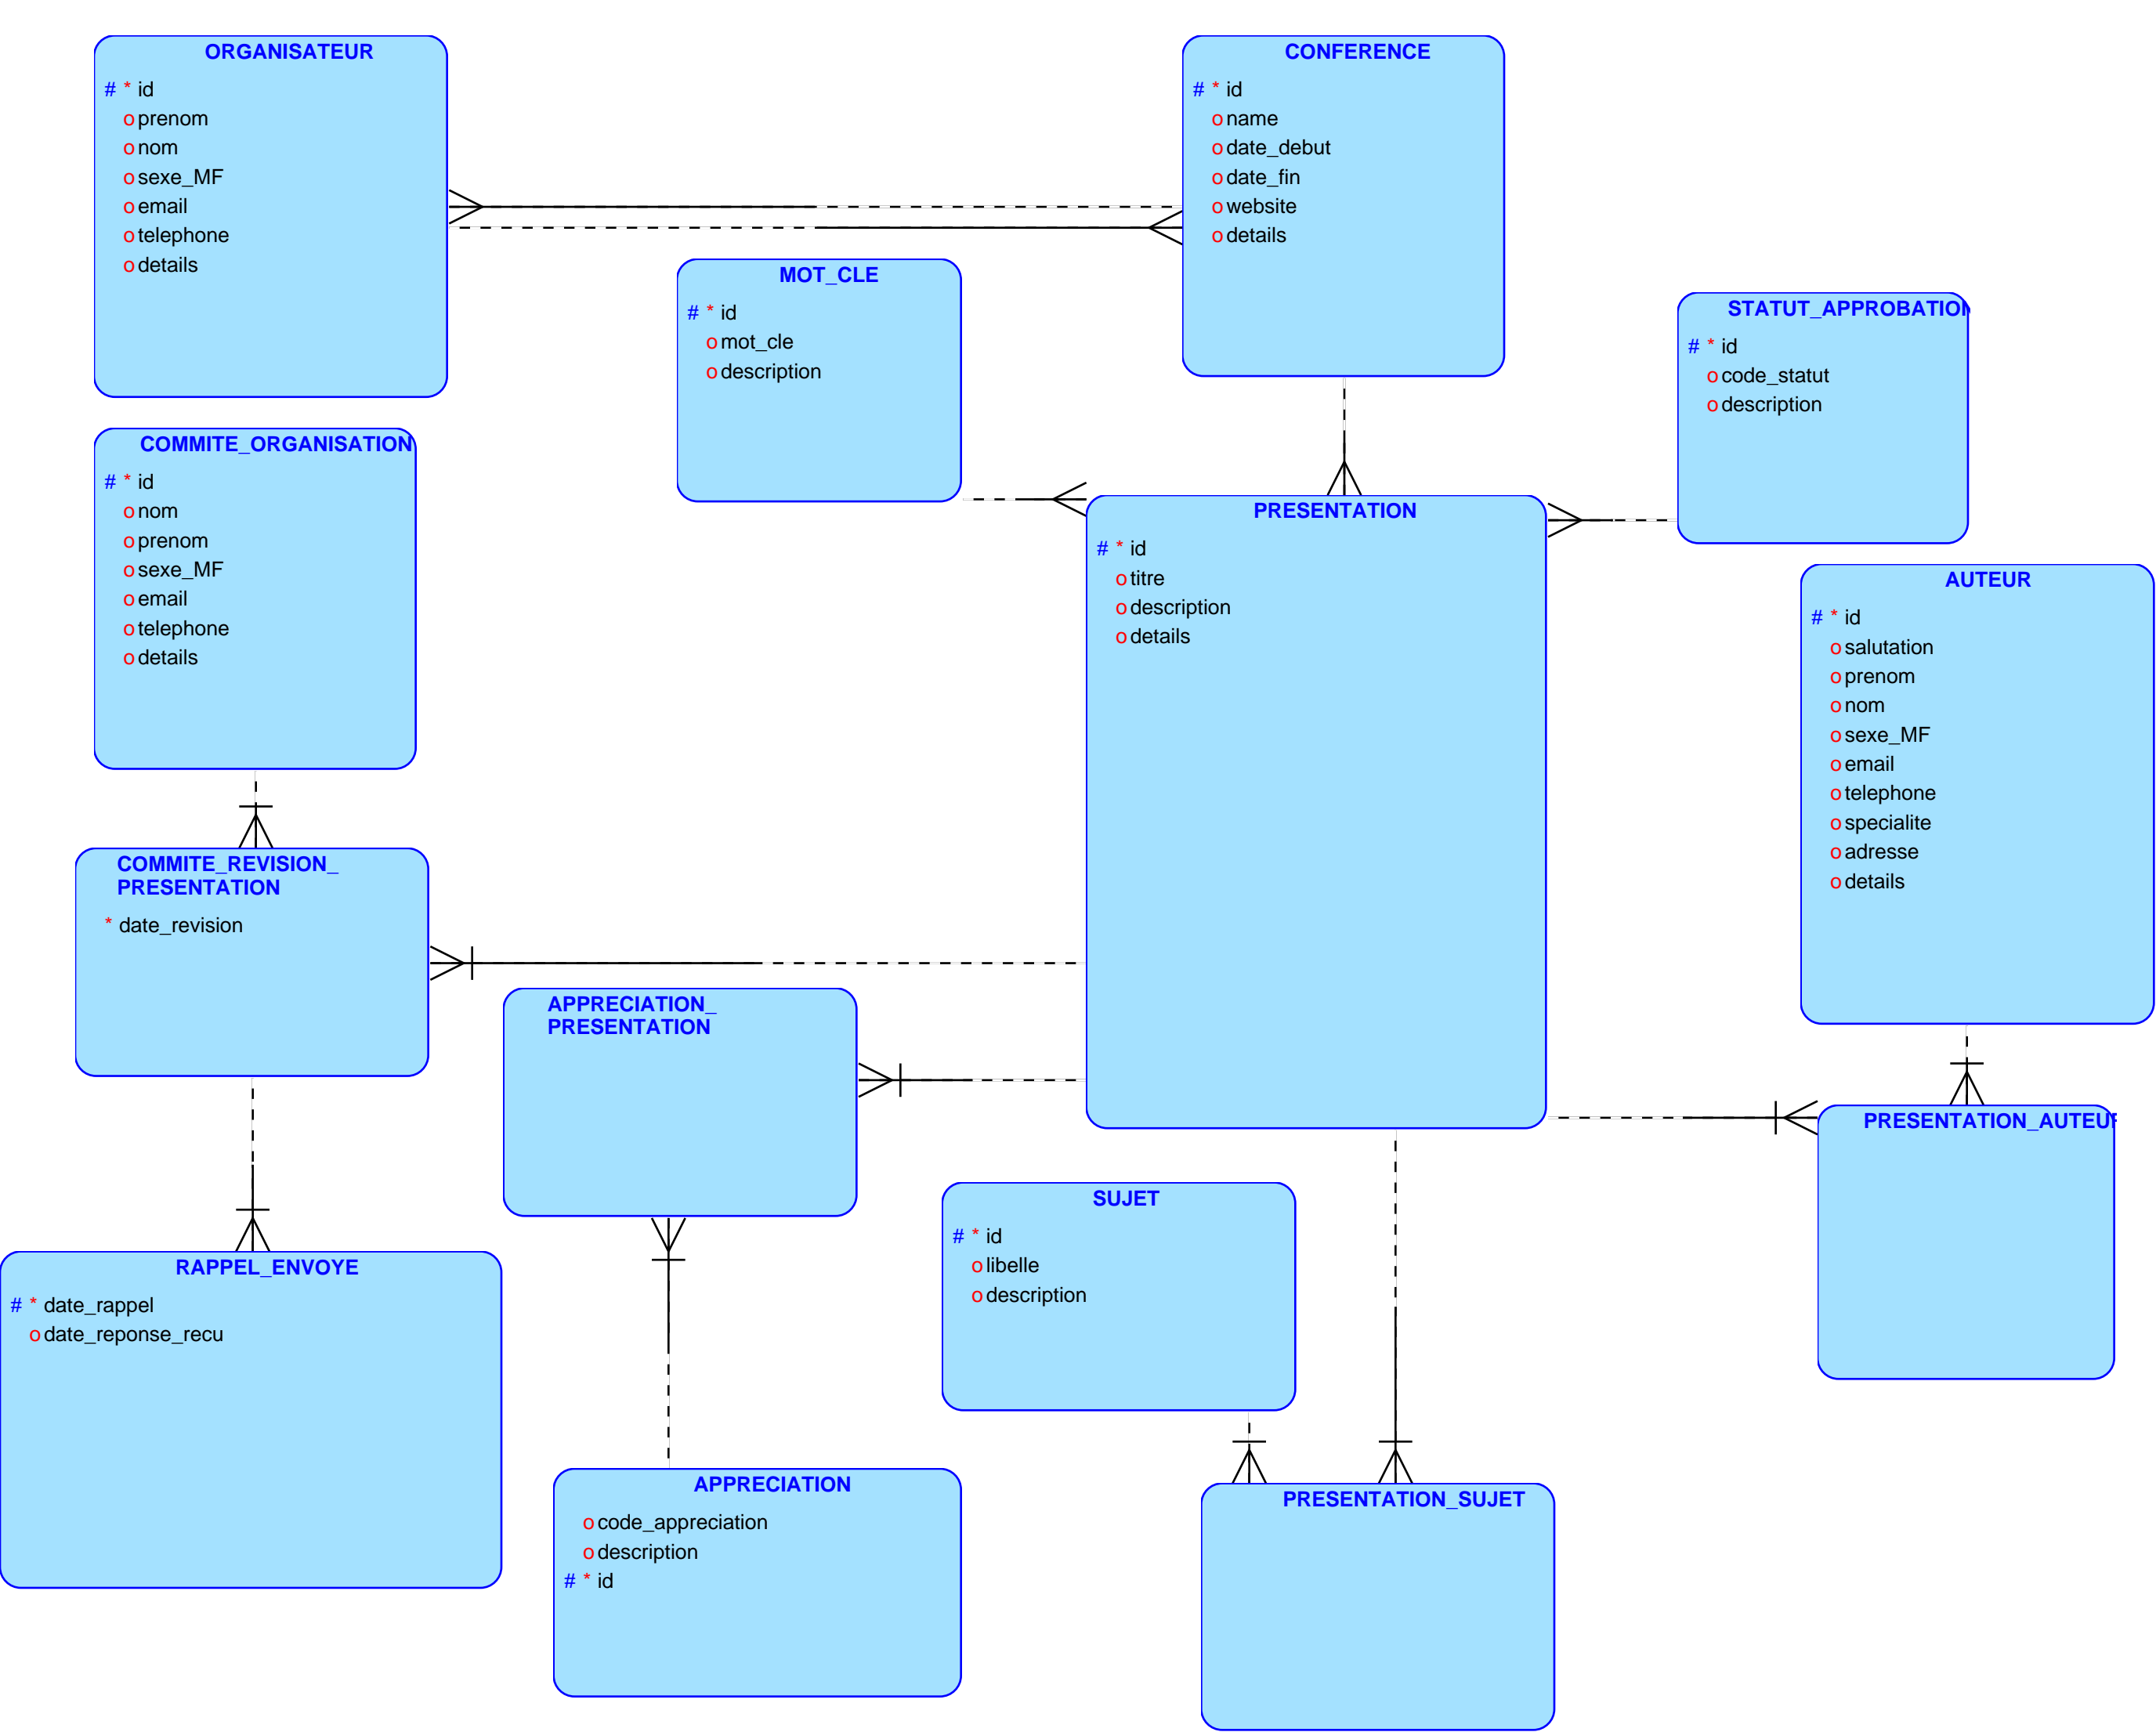 ORGANISATEUR
# * id
o prenom
o nom
o sexe_MF
o email
o telephone
o details
CONFERENCE
# * id
o name
o date_debut
o date_fin
o website
o details
MOT_CLE
# * id
o mot_cle
o description
STATUT_APPROBATION
# * id
o code_statut
o description
COMMITE_ORGANISATION
# * id
o nom
o prenom
o sexe_MF
o email
o telephone
o details
PRESENTATION
# * id
o titre
o description
o details
AUTEUR
# * id
o salutation
o prenom
o nom
o sexe_MF
o email
o telephone
o specialite
o adresse
o details
COMMITE_REVISION_
PRESENTATION
* date_revision
APPRECIATION_
PRESENTATION
PRESENTATION_AUTEUR
SUJET
# * id
o libelle
o description
RAPPEL_ENVOYE
# * date_rappel
o date_reponse_recu
APPRECIATION
o code_appreciation
o description
# * id
PRESENTATION_SUJET